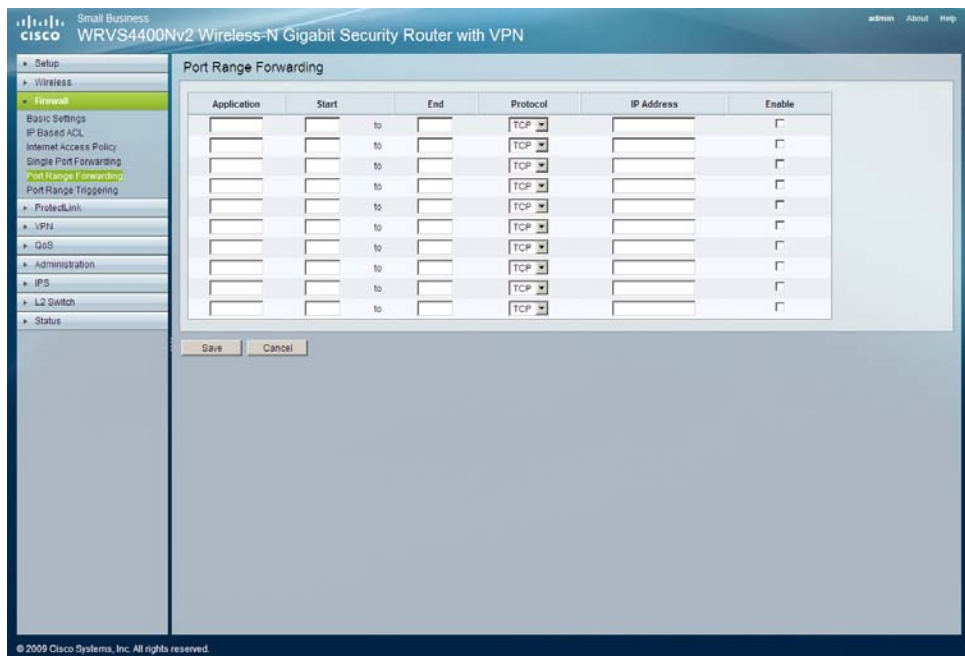 Small Business
cisco WRVS4400Nv2 Wireless-N Gigabit Security Router with VPN
admin About Help
Setup
Wireless
Firewall
Basic Settings
IP Based ACL
Internet Access Policy
Single Port Forwarding
Port Range Forwarding
Port Range Triggering
ProtectLink
VPN
QoS
Administration
IPS
L2 Switch
Status
Port Range Forwarding
Application Start End Protocol IP Address Enable
to TCP
to TCP
to TCP
to TCP
to TCP
to TCP
to TCP
to TCP
to TCP
to TCP
Save Cancel
© 2009 Cisco Systems, Inc. All rights reserved.